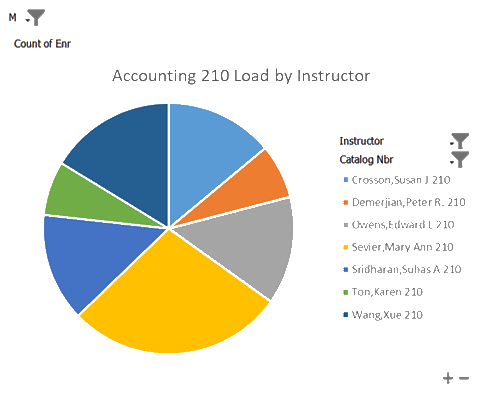 M
Count of Enr
Accounting 210 Load by Instructor
Instructor
Catalog Nbr
Crosson,Susan J 210
Demerjian,Peter R. 210
Owens,Edward L 210
Sevier,Mary Ann 210
Sridharan,Suhas A 210
Ton,Karen 210
Wang,Xue 210